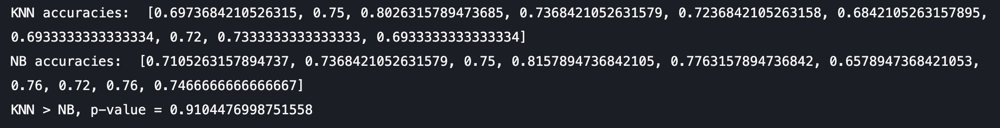 KNN accuracies:  [0.6973684210526315, 0.75, 0.8026315789473685, 0.7368421052631579, 0.7236842105263158, 0.6842105263157895,
0.6933333333333334, 0.72, 0.7333333333333333, 0.6933333333333334]
NB accuracies:  [0.7105263157894737, 0.7368421052631579, 0.75, 0.8157894736842105, 0.7763157894736842, 0.6578947368421053,
0.76, 0.72, 0.76, 0.7466666666666667]
KNN > NB, p-value = 0.9104476998751558